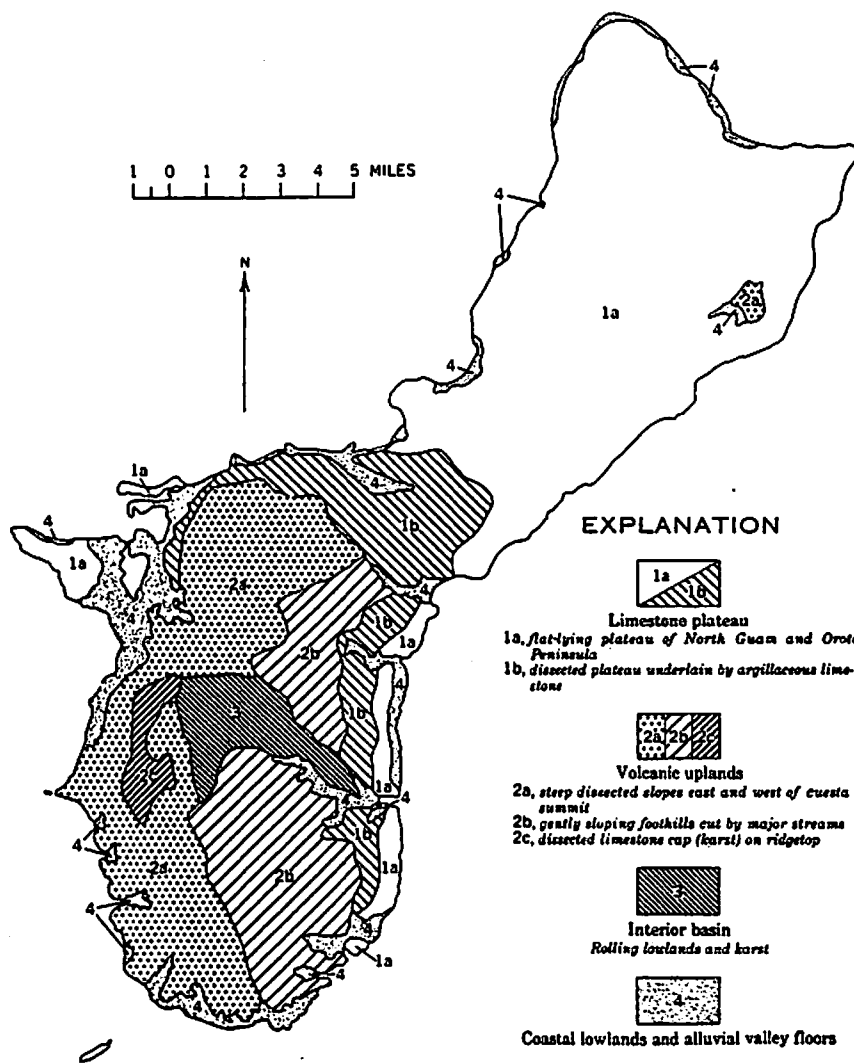 4
1 0 1 2 3 4 5 MILES
4
N
2a
1a
4
4
1a
4
4
1b
1a
2a
4
4
1b
2b
1a
4
3
1b
2c
1a
4
4
1b
4
2a
2b
1a
4
4
4
1a
4
4
EXPLANATION
1a
1b
Limestone plateau
1a, flat-lying plateau of North Guam and Orote
Peninsula
1b, dissected plateau underlain by argillaceous lime-
stone
2a 2b 2c
Volcanic uplands
2a, steep dissected slopes east and west of cuesta
summit
2b, gently sloping foothills cut by major streams
2c, dissected limestone cap (karst) on ridgetop
3
Interior basin
Rolling lowlands and karst
4
Coastal lowlands and alluvial valley floors